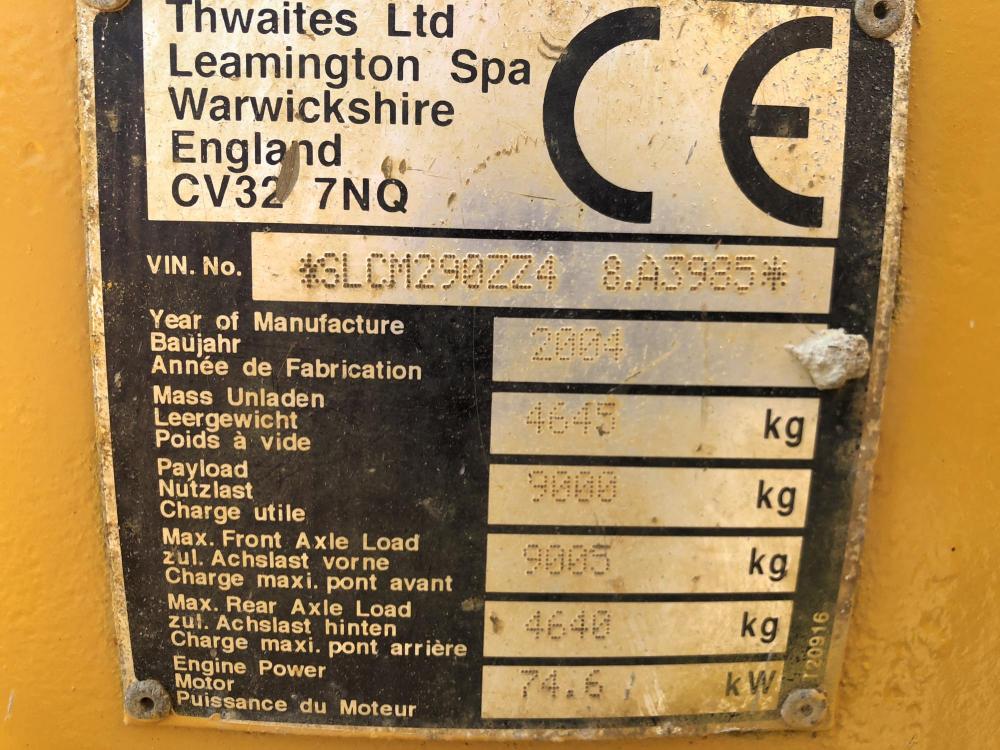 Thwaites Ltd
Leamington Spa
Warwickshire
England
CV32 7NQ
CE
VIN. No. *SLCM290ZZ4 8.A3985*
Year of Manufacture
Baujahr
Année de Fabrication
2004
Mass Unladen
Leergewicht
Poids à vide
4645 kg
Payload
Nutzlast
Charge utile
9000 kg
Max. Front Axle Load
zul. Achslast vorne
Charge maxi. pont avant
9005 kg
Max. Rear Axle Load
zul. Achslast hinten
Charge maxi. pont arrière
4640 kg
Engine Power
Motor
Puissance du Moteur
74.6 / kW